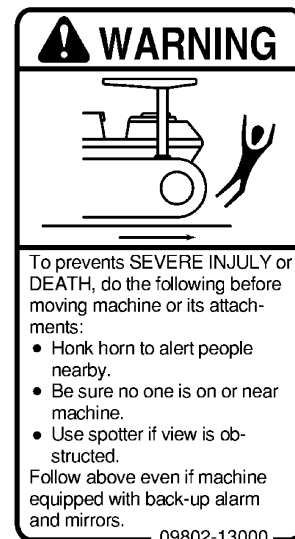 WARNING
To prevents SEVERE INJULY or
DEATH, do the following before
moving machine or its attach-
ments:
• Honk horn to alert people
nearby.
• Be sure no one is on or near
machine.
• Use spotter if view is ob-
structed.
Follow above even if machine
equipped with back-up alarm
and mirrors.
09802-13000